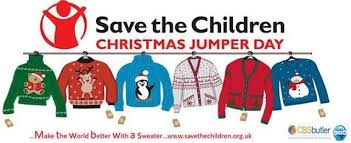 Save the Children
CHRISTMAS JUMPER DAY
...Make the World better With a Sweater...www.savethechildren.org.uk
CBSbutler